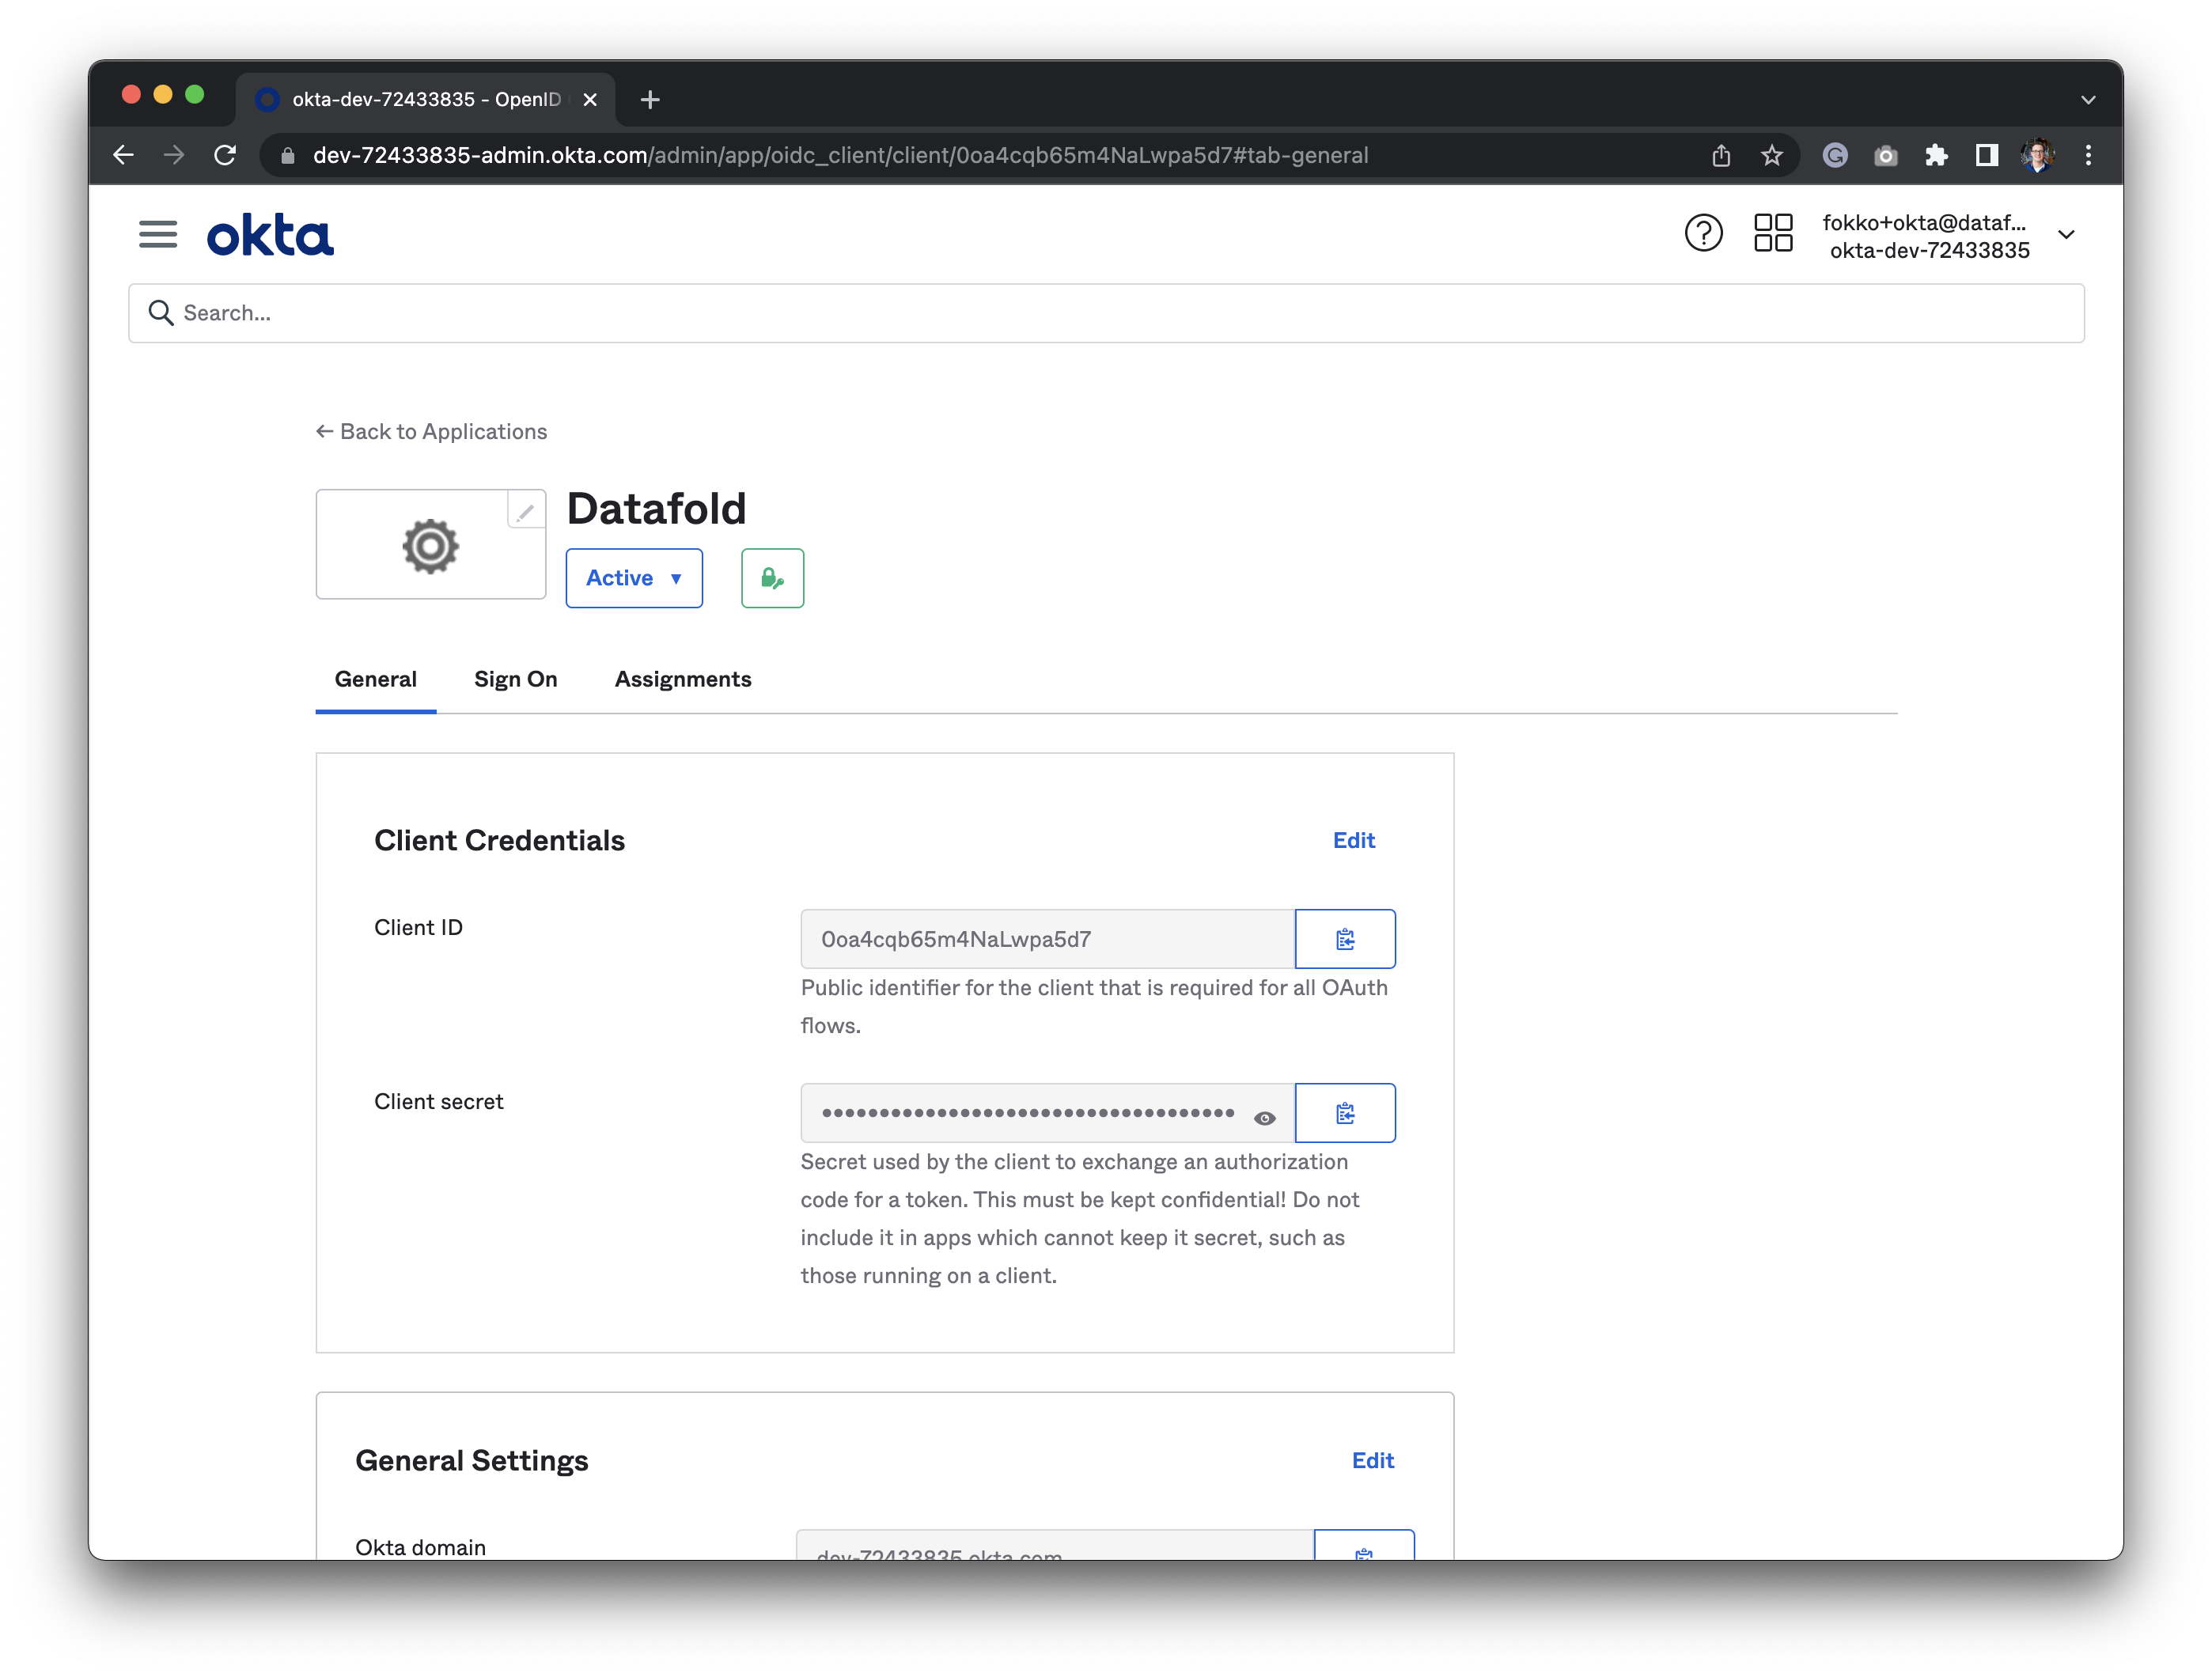 okta-dev-72433835 - OpenID
dev-72433835-admin.okta.com/admin/app/oidc_client/client/0oa4cqb65m4NaLwpa5d7#tab-general
okta
fokko+okta@dataf...
okta-dev-72433835
Search...
← Back to Applications
Datafold
Active ▼
General Sign On Assignments
Client Credentials Edit
Client ID
0oa4cqb65m4NaLwpa5d7
Public identifier for the client that is required for all OAuth
flows.
Client secret
••••••••••••••••••••••••••••••••••••
Secret used by the client to exchange an authorization
code for a token. This must be kept confidential! Do not
include it in apps which cannot keep it secret, such as
those running on a client.
General Settings Edit
Okta domain
dev-72433835.okta.com